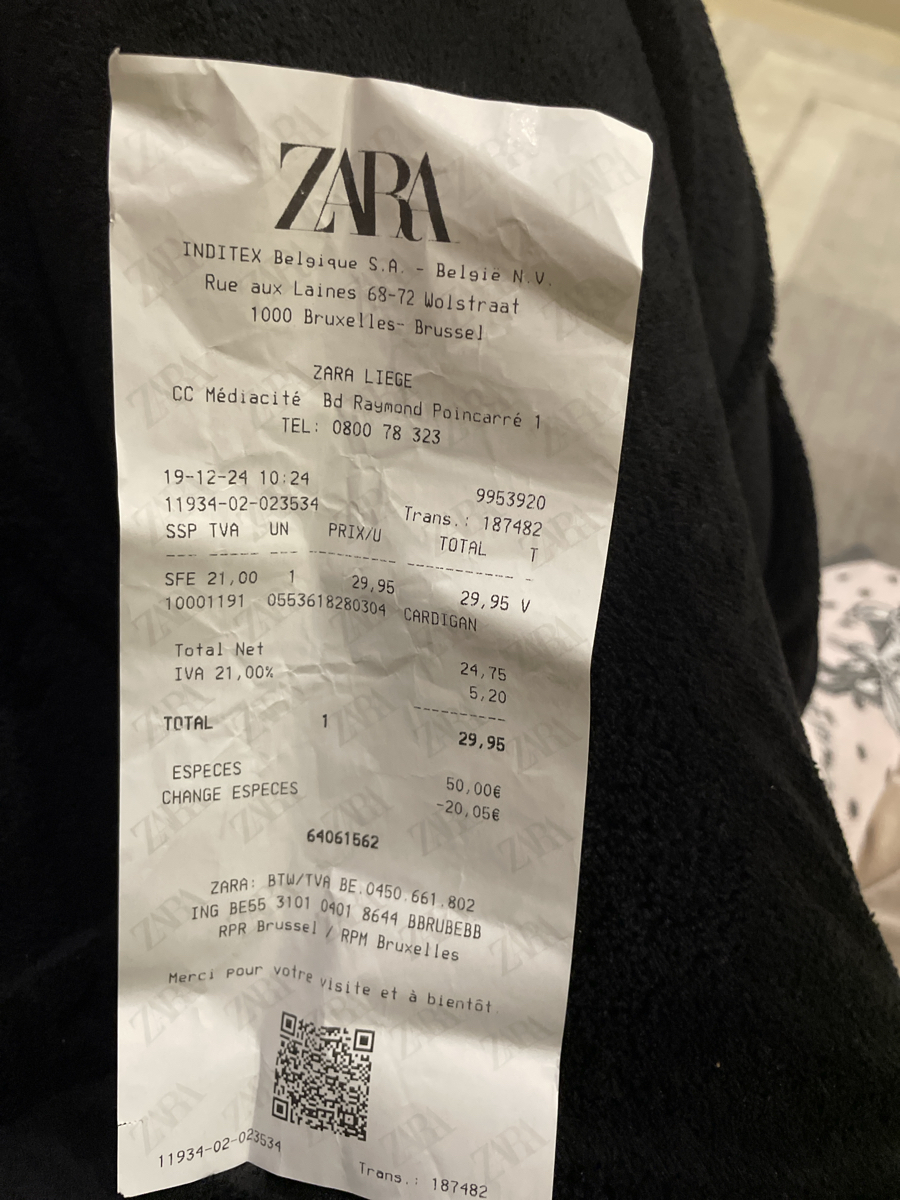 ZARA
INDITEX Belgique S.A. - België N.V.
Rue aux Laines 68-72 Wolstraat
1000 Bruxelles- Brussel
ZARA LIEGE
CC Médiacité Bd Raymond Poincarré 1
TEL: 0800 78 323
19-12-24 10:24 9953920
11934-02-023534 Trans.: 187482
SSP TVA UN PRIX/U TOTAL T
SFE 21,00 1 29,95 29,95 V
10001191 0553618280304 CARDIGAN
Total Net 24,75
IVA 21,00% 5,20
TOTAL 1 29,95
ESPECES 50,00€
CHANGE ESPECES -20,05€
64061562
ZARA: BTW/TVA BE.0450.661.802
ING BE55 3101 0401 8644 BBRUBEBB
RPR Brussel / RPM Bruxelles
Merci pour votre visite et à bientôt.
11934-02-023534 Trans.: 187482